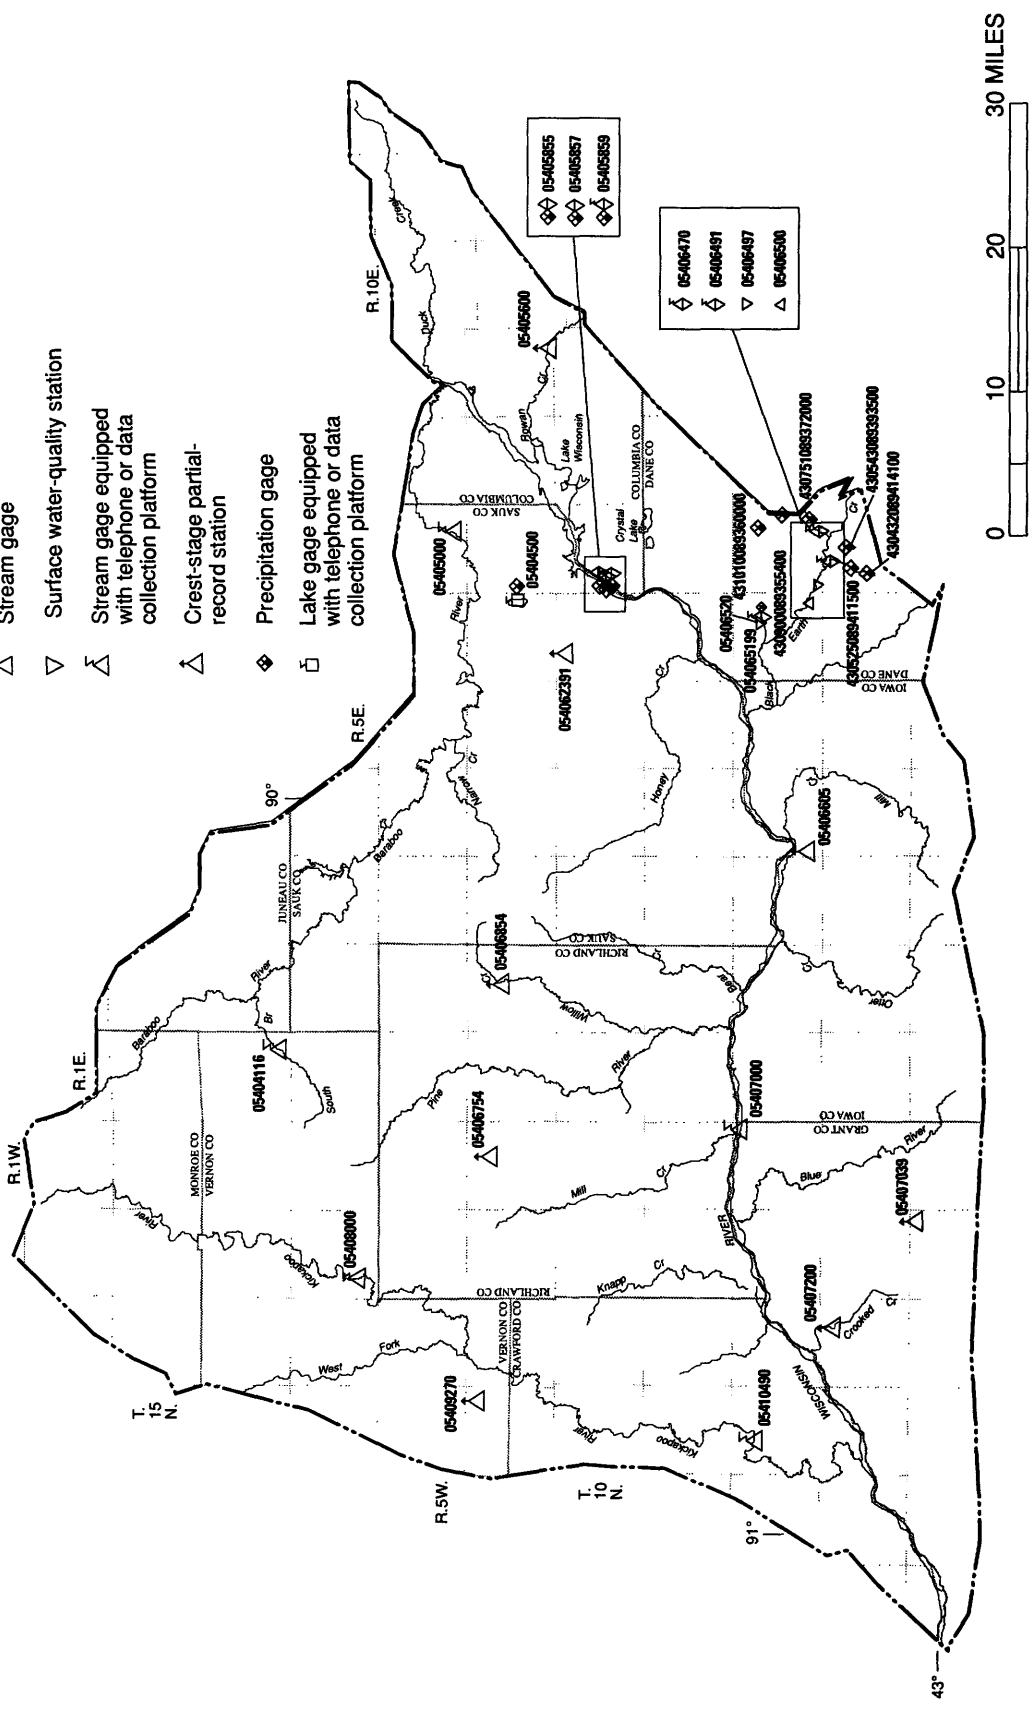 Stream gage
Surface water-quality station
Stream gage equipped
with telephone or data
collection platform
Crest-stage partial-
record station
Precipitation gage
Lake gage equipped
with telephone or data
collection platform
R.1W.
R.1E.
R.5E.
R.10E.
90°
T.
15
N.
R.5W.
T.
10
N.
91°
43°
MONROE CO
VERNON CO
JUNEAU CO
SAUK CO
COLUMBIA CO
SAUK CO
COLUMBIA CO
DANE CO
SAUK CO
RICHLAND CO
RICHLAND CO
VERNON CO
CRAWFORD CO
GRANT CO
IOWA CO
IOWA CO
DANE CO
Duck
Creek
05405600
Rowan
Cr
Lake
Wisconsin
05405855
05405857
05405859
05406470
05406491
05406497
05406500
05405000
River
05404500
Crystal
Lake
054062391
Narrow
Cr
Baraboo
Honey
Cr
Baraboo
River
05404116
Br
South
05406854
Cr
Willow
Bear
Cr
Pine
River
05406754
Mill
Cr
05407000
05408000
River
Kickapoo
West
Fork
05409270
River
Kickapoo
05410490
Knapp
Cr
RIVER
WISCONSIN
05407200
Crooked
Cr
Blue
River
05407039
Otter
Cr
05406605
Mill
Cr
Black
Earth
Cr
05406520
054065199
431010089360000
430900089355400
430751089372000
430543089393500
430432089414100
430525089411500
0
10
20
30 MILES